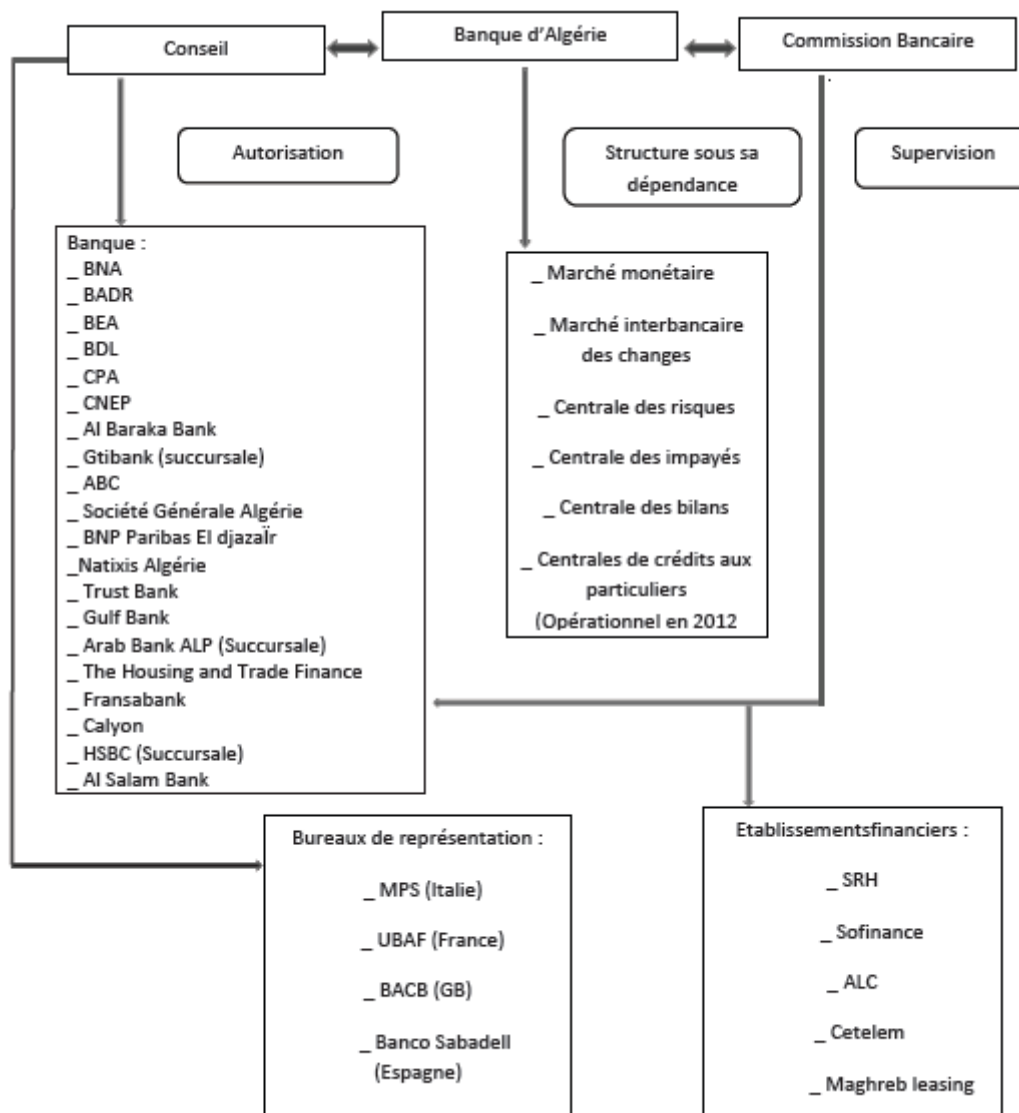 Conseil
Banque d'Algérie
Commission Bancaire
Autorisation
Structure sous sa
dépendance
Supervision
Banque :
_ BNA
_ BADR
_ BEA
_ BDL
_ CPA
_ CNEP
_ Al Baraka Bank
_ Gtibank (succursale)
_ ABC
_ Société Générale Algérie
_ BNP Paribas El djazaÏr
_Natixis Algérie
_ Trust Bank
_ Gulf Bank
_ Arab Bank ALP (Succursale)
_ The Housing and Trade Finance
_ Fransabank
_ Calyon
_ HSBC (Succursale)
_ Al Salam Bank
_ Marché monétaire
_ Marché interbancaire
des changes
_ Centrale des risques
_ Centrale des impayés
_ Centrale des bilans
_ Centrales de crédits aux
particuliers
(Opérationnel en 2012
Bureaux de représentation :
_ MPS (Italie)
_ UBAF (France)
_ BACB (GB)
_ Banco Sabadell
(Espagne)
Etablissementsfinanciers :
_ SRH
_ Sofinance
_ ALC
_ Cetelem
_ Maghreb leasing